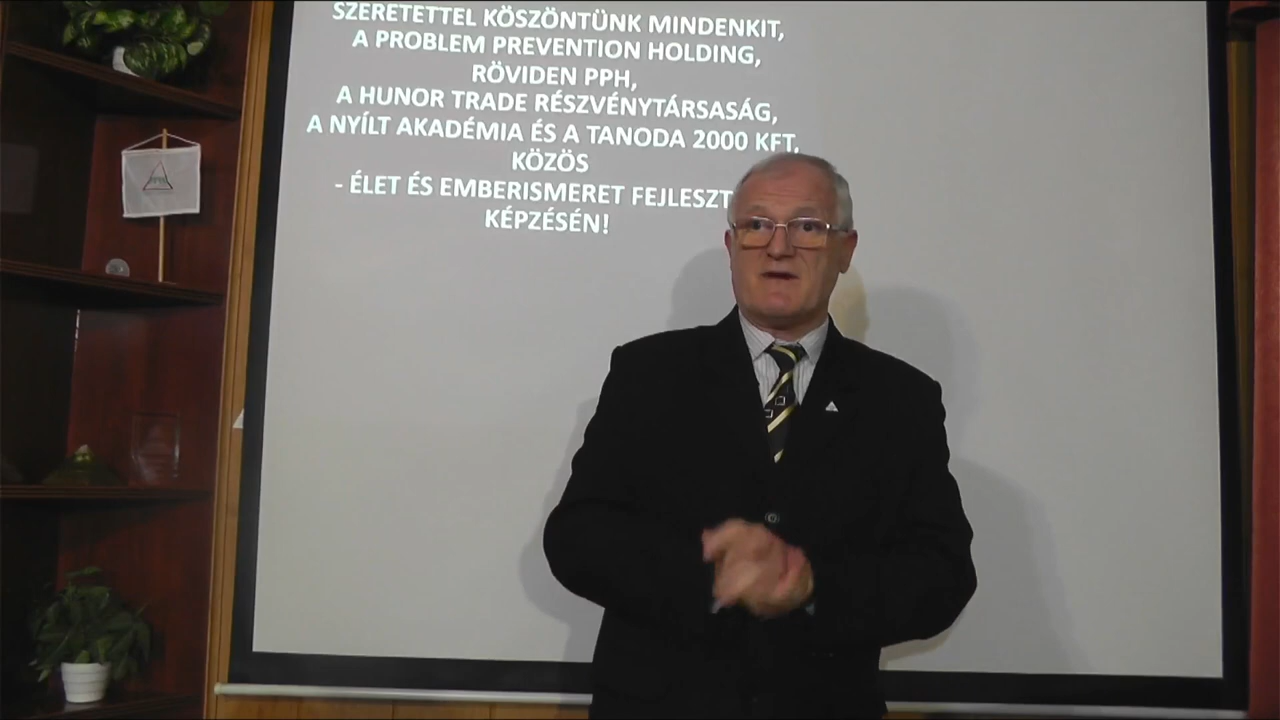 SZERETETTEL KÖSZÖNTÜNK MINDENKIT,
A PROBLEM PREVENTION HOLDING,
RÖVIDEN PPH,
A HUNOR TRADE RÉSZVÉNYTÁRSASÁG,
A NYÍLT AKADÉMIA ÉS A TANODA 2000 KFT,
KÖZÖS
- ÉLET ÉS EMBERISMERET FEJLESZT
KÉPZÉSÉN!